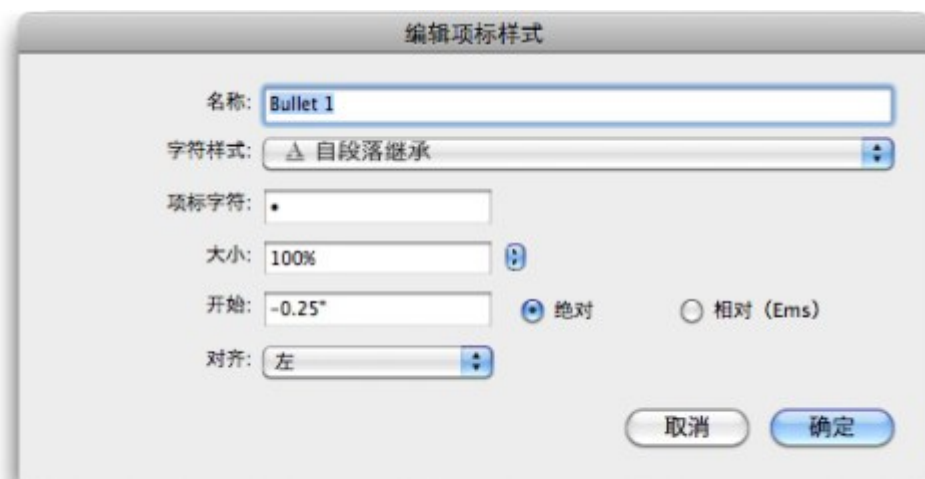 编辑项标样式
名称: Bullet 1
字符样式: A 自段落继承
项标字符: •
大小: 100%
开始: -0.25" 绝对 相对（Ems）
对齐: 左
取消 确定